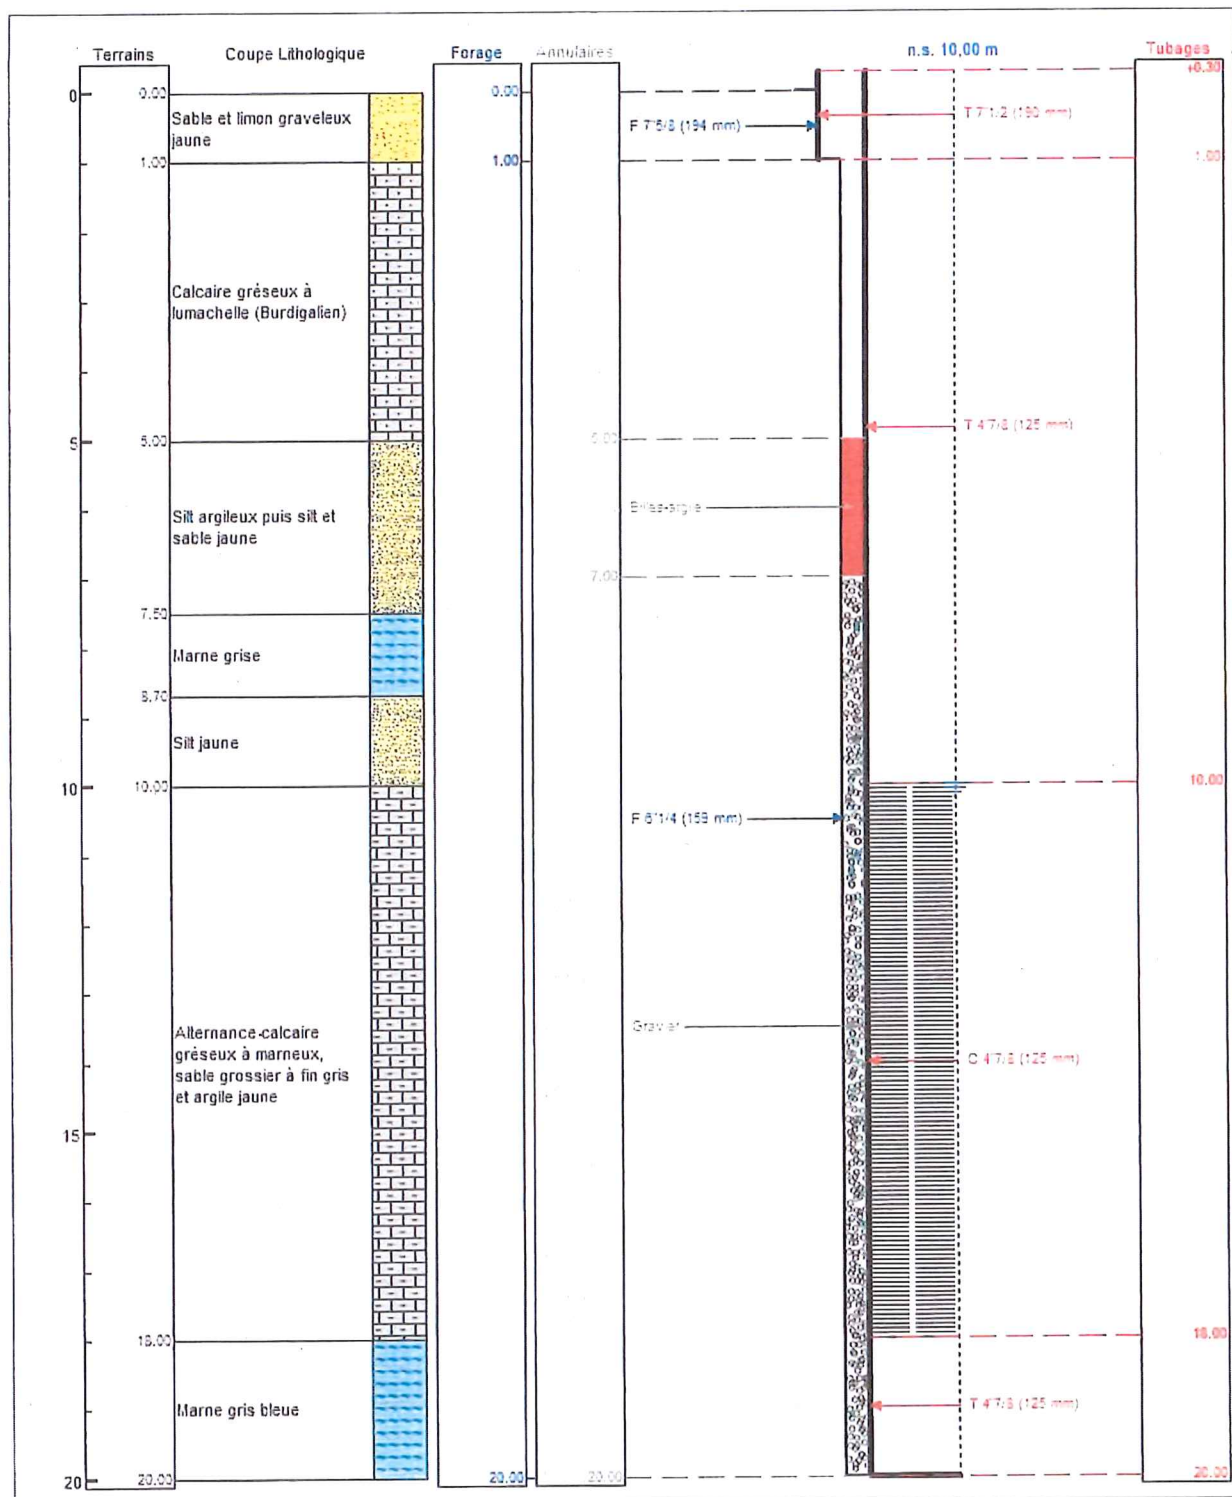 Terrains
Coupe Lithologique
Forage
Annulaires
n.s. 10,00 m
Tubages
+0.30
0
0.00
0.00
Sable et limon graveleux
jaune
F 7"5/8 (194 mm)
T 7"1/2 (190 mm)
1.00
1.00
1.00
Calcaire gréseux à
lumachelle (Burdigalien)
5
5.00
5.00
T 4"7/8 (125 mm)
Silt argileux puis silt et
sable jaune
Billes-argile
7.00
7.50
Marne grise
8.70
Silt jaune
10
10.00
10.00
F 6"1/4 (159 mm)
Gravier
Alternance-calcaire
gréseux à marneux,
sable grossier à fin gris
et argile jaune
C 4"7/8 (125 mm)
15
18.00
18.00
Marne gris bleue
T 4"7/8 (125 mm)
20
20.00
20.00
20.00
20.00